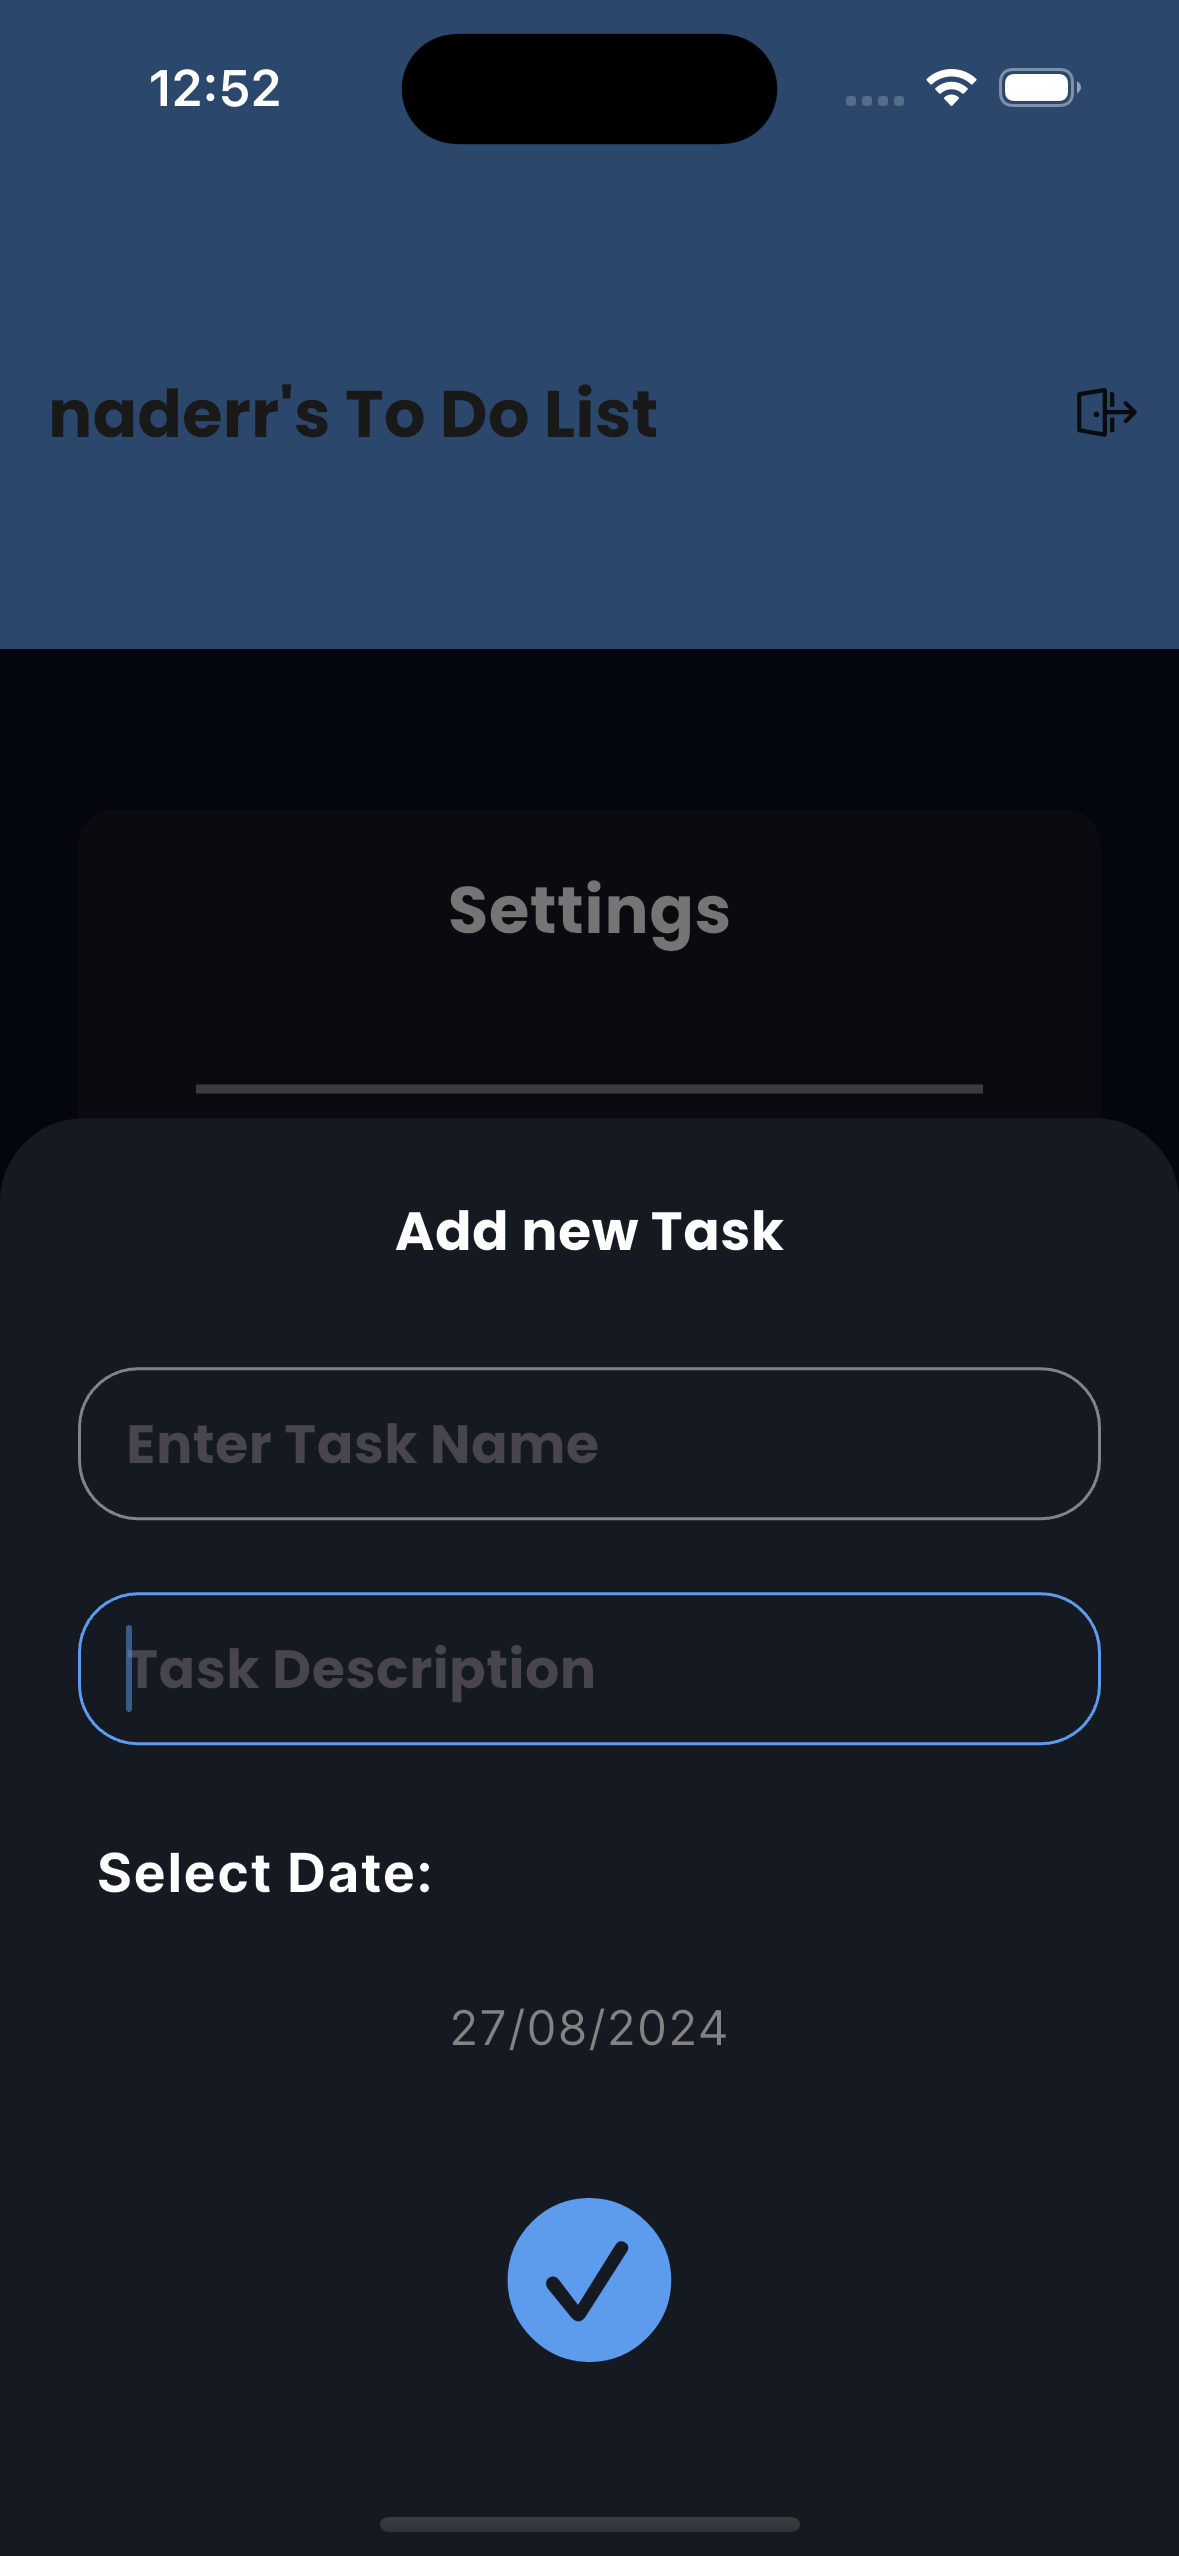 12:52
naderr's To Do List
Settings
Add new Task
Enter Task Name
Task Description
Select Date:
27/08/2024